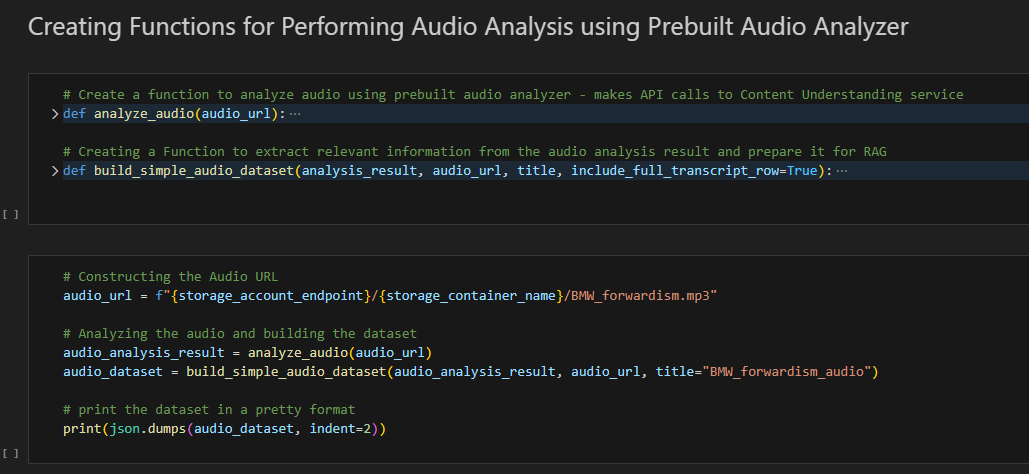 Creating Functions for Performing Audio Analysis using Prebuilt Audio Analyzer
# Create a function to analyze audio using prebuilt audio analyzer - makes API calls to Content Understanding service
def analyze_audio(audio_url): ···
# Creating a Function to extract relevant information from the audio analysis result and prepare it for RAG
def build_simple_audio_dataset(analysis_result, audio_url, title, include_full_transcript_row=True): ···
[ ]
# Constructing the Audio URL
audio_url = f"{storage_account_endpoint}/{storage_container_name}/BMW_forwardism.mp3"
# Analyzing the audio and building the dataset
audio_analysis_result = analyze_audio(audio_url)
audio_dataset = build_simple_audio_dataset(audio_analysis_result, audio_url, title="BMW_forwardism_audio")
# print the dataset in a pretty format
print(json.dumps(audio_dataset, indent=2))
[ ]